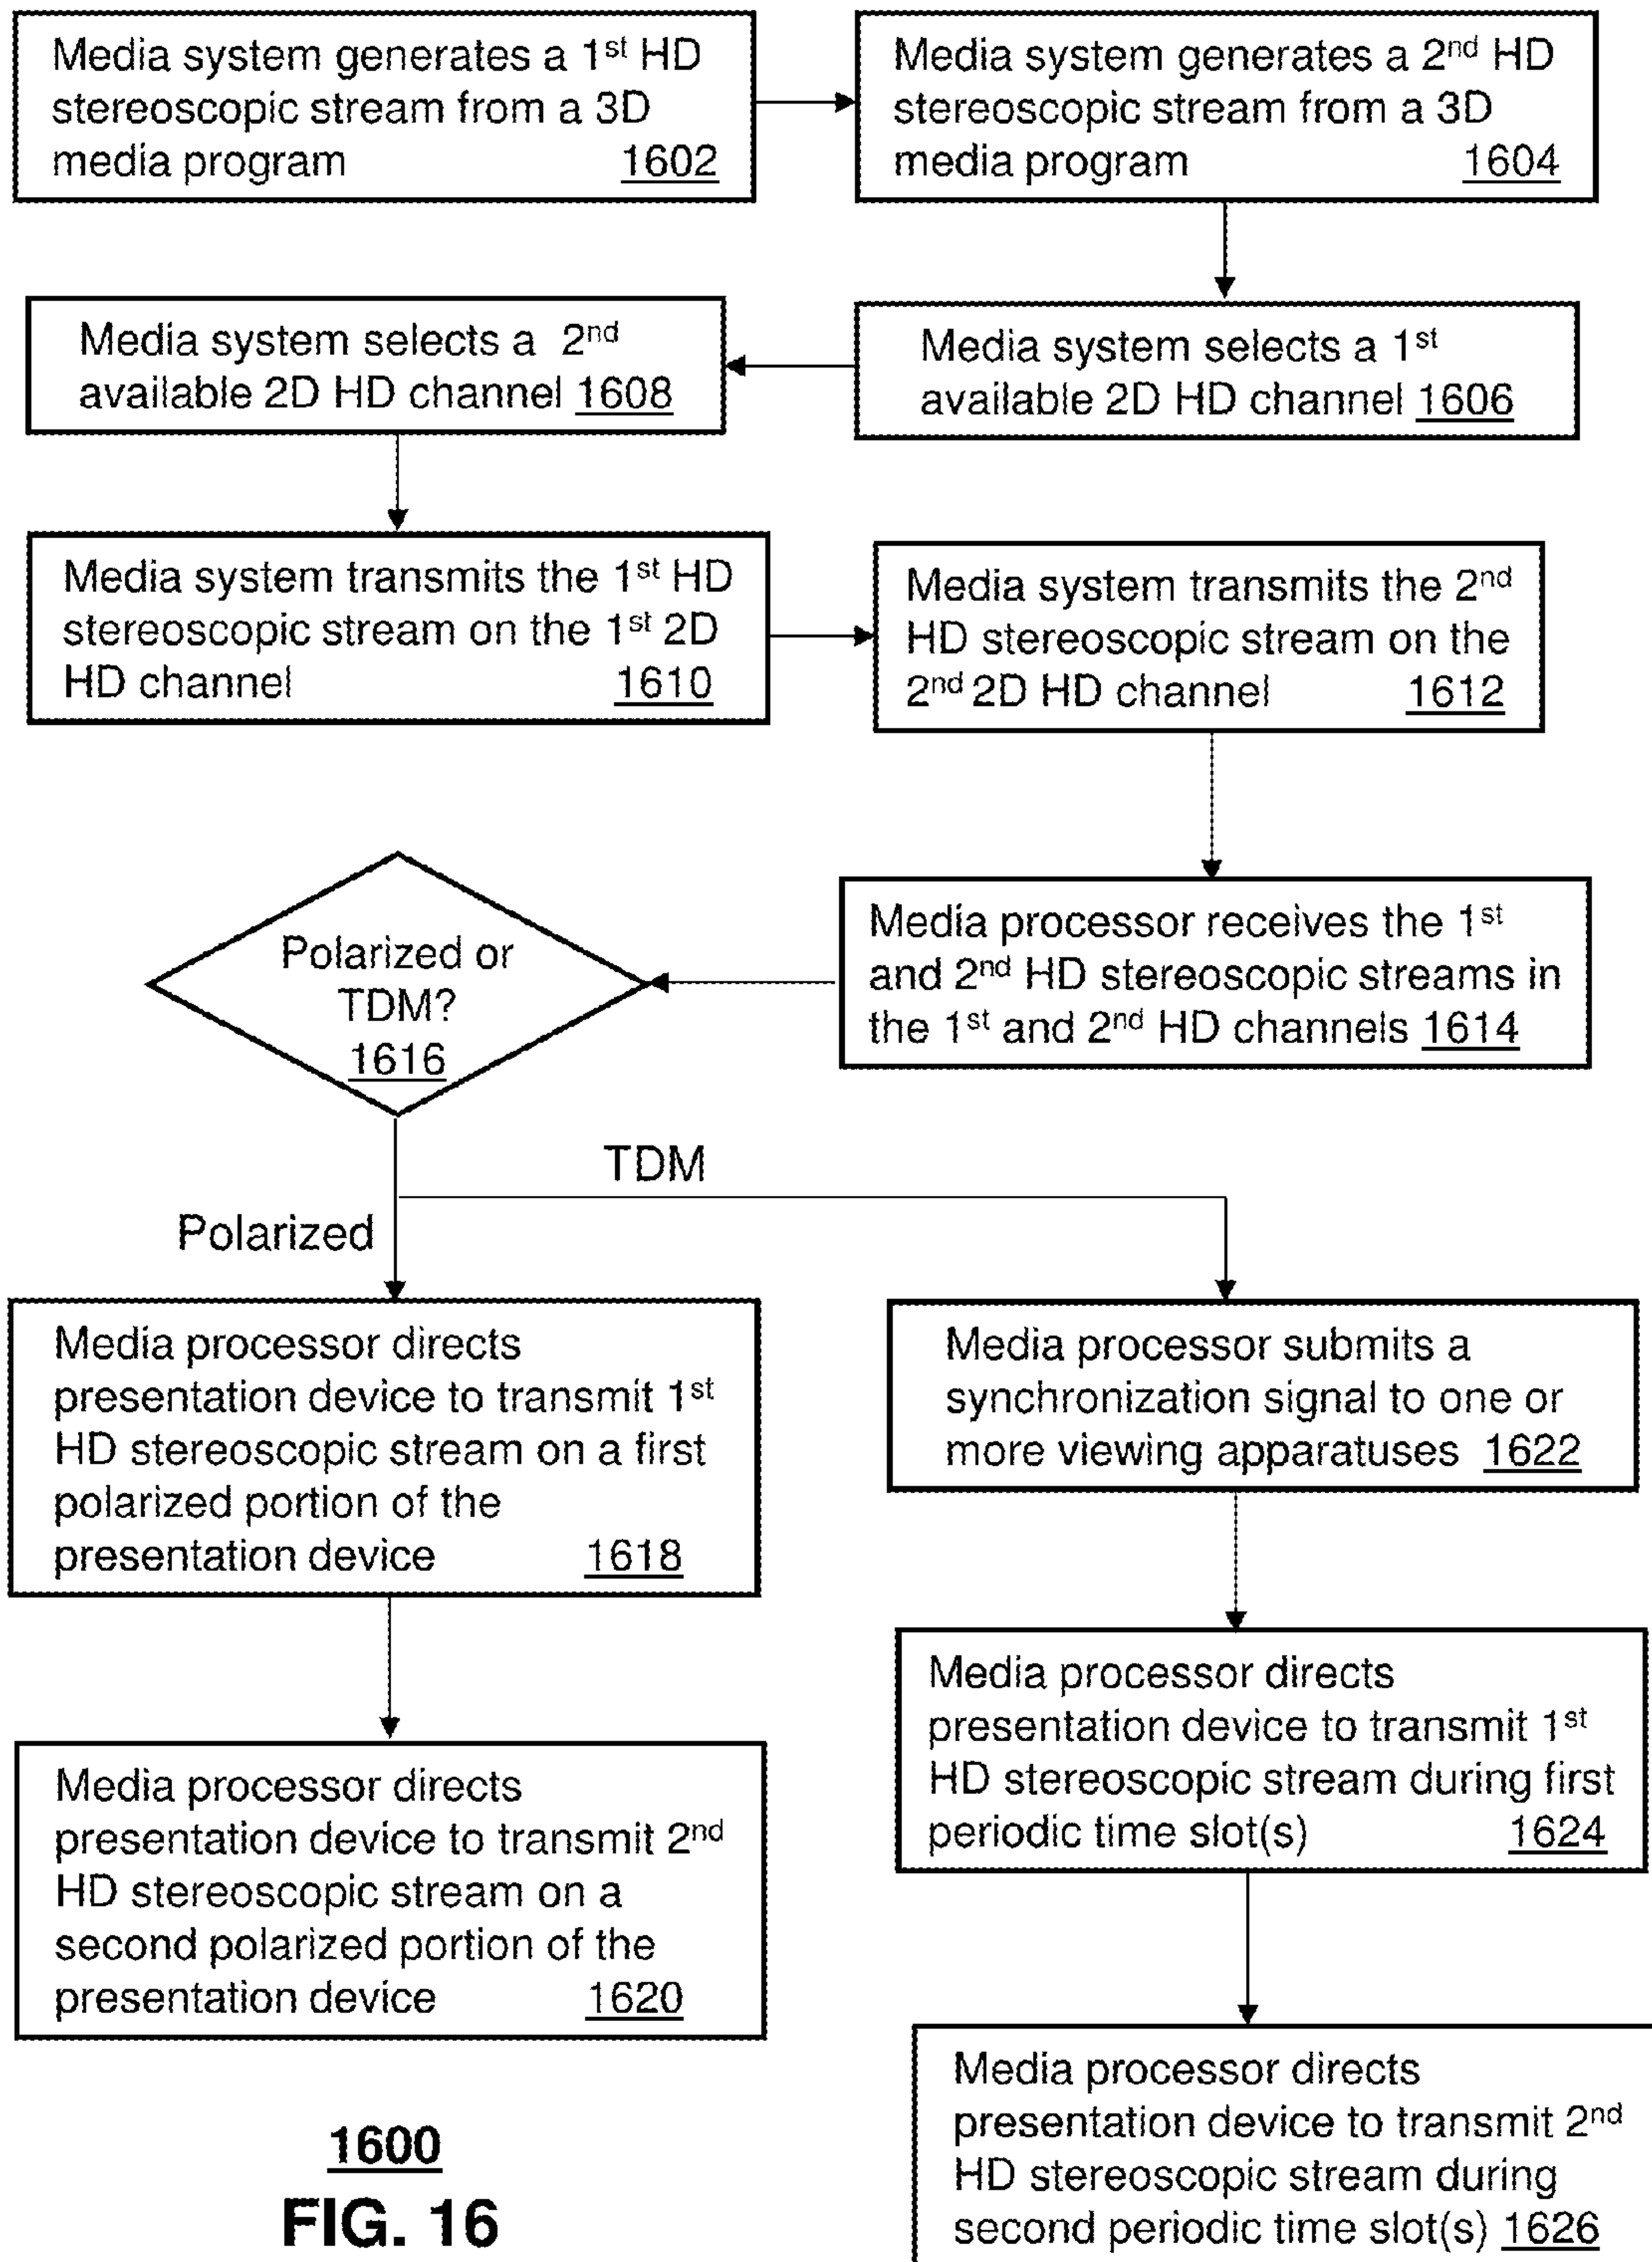 Media system generates a 1st HD
stereoscopic stream from a 3D
media program 1602
Media system generates a 2nd HD
stereoscopic stream from a 3D
media program 1604
Media system selects a 1st
available 2D HD channel 1606
Media system selects a 2nd
available 2D HD channel 1608
Media system transmits the 1st HD
stereoscopic stream on the 1st 2D
HD channel 1610
Media system transmits the 2nd
HD stereoscopic stream on the
2nd 2D HD channel 1612
Media processor receives the 1st
and 2nd HD stereoscopic streams in
the 1st and 2nd HD channels 1614
Polarized or
TDM?
1616
TDM
Polarized
Media processor directs
presentation device to transmit 1st
HD stereoscopic stream on a first
polarized portion of the
presentation device 1618
Media processor directs
presentation device to transmit 2nd
HD stereoscopic stream on a
second polarized portion of the
presentation device 1620
Media processor submits a
synchronization signal to one or
more viewing apparatuses 1622
Media processor directs
presentation device to transmit 1st
HD stereoscopic stream during first
periodic time slot(s) 1624
Media processor directs
presentation device to transmit 2nd
HD stereoscopic stream during
second periodic time slot(s) 1626
1600
FIG. 16